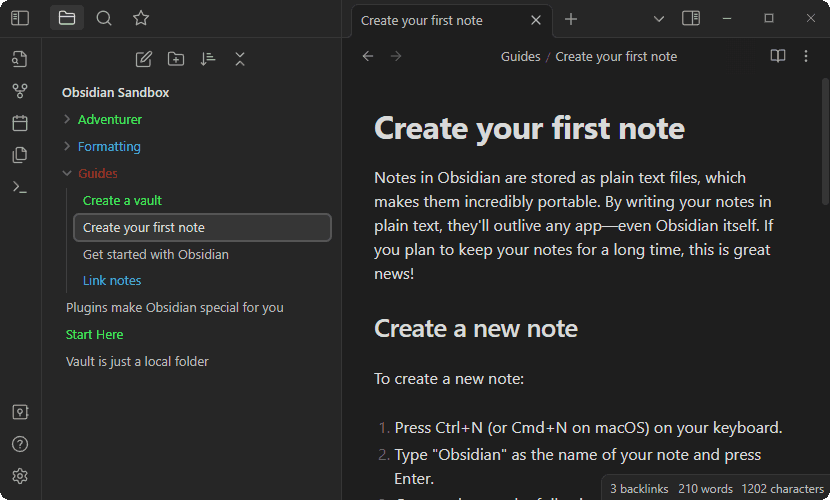 Create your first note
Obsidian Sandbox
Adventurer
Formatting
Guides
Create a vault
Create your first note
Get started with Obsidian
Link notes
Plugins make Obsidian special for you
Start Here
Vault is just a local folder
Guides / Create your first note
Create your first note
Notes in Obsidian are stored as plain text files, which
makes them incredibly portable. By writing your notes in
plain text, they'll outlive any app—even Obsidian itself. If
you plan to keep your notes for a long time, this is great
news!
Create a new note
To create a new note:
1. Press Ctrl+N (or Cmd+N on macOS) on your keyboard.
2. Type "Obsidian" as the name of your note and press
Enter.
3 backlinks 210 words 1202 characters